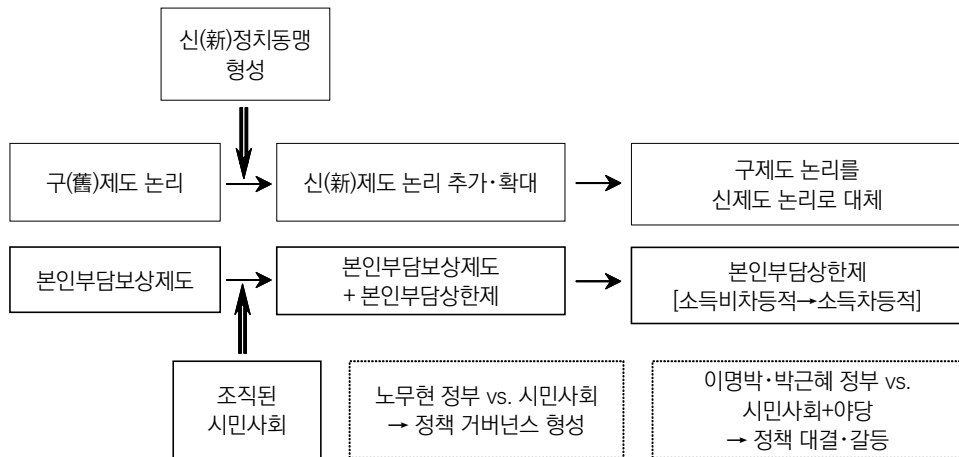 신(新)정치동맹
형성
구(舊)제도 논리
신(新)제도 논리 추가·확대
구제도 논리를
신제도 논리로 대체
본인부담보상제도
본인부담보상제도
+ 본인부담상한제
본인부담상한제
[소득비차등적→소득차등적]
조직된
시민사회
노무현 정부 vs. 시민사회
→ 정책 거버넌스 형성
이명박·박근혜 정부 vs.
시민사회+야당
→ 정책 대결·갈등